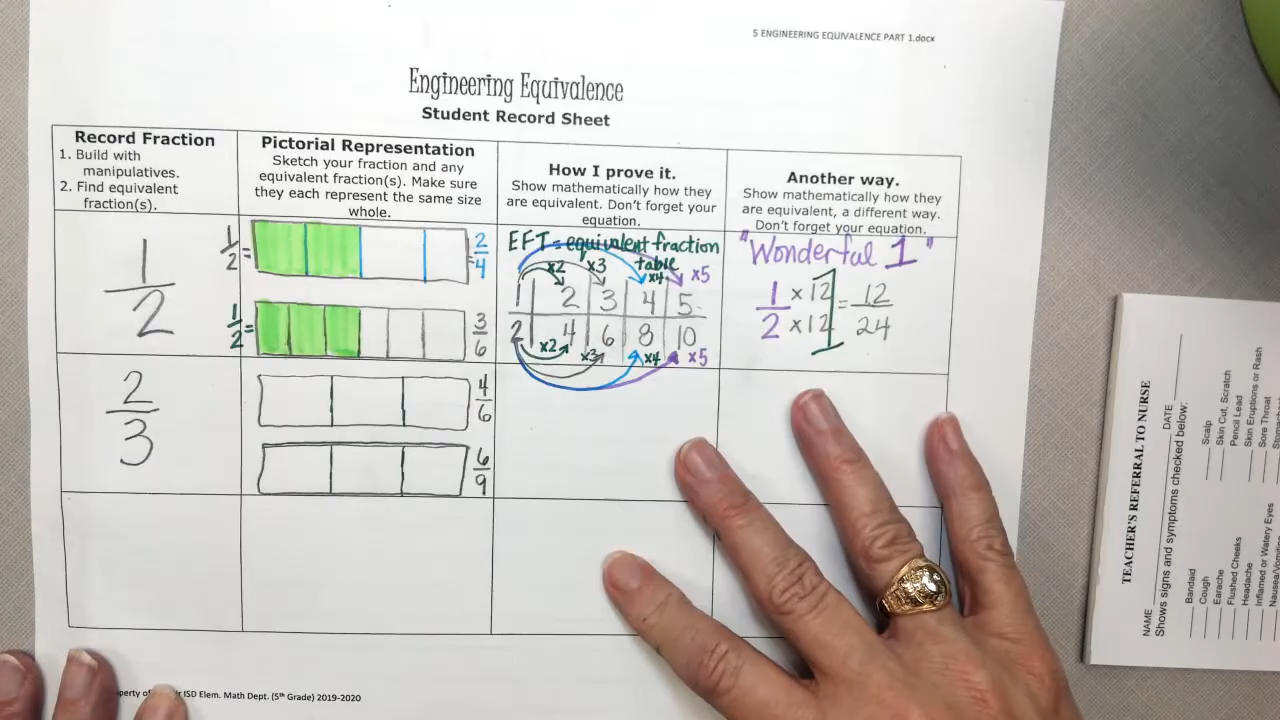 5 ENGINEERING EQUIVALENCE PART 1.docx
Engineering Equivalence
Student Record Sheet
Record Fraction
1. Build with
manipulatives.
2. Find equivalent
fraction(s).
Pictorial Representation
Sketch your fraction and any
equivalent fraction(s). Make sure
they each represent the same size
whole.
How I prove it.
Show mathematically how they
are equivalent. Don't forget your
equation.
Another way.
Show mathematically how they
are equivalent, a different way.
Don't forget your equation.
1/2
1/2 =
= 2/4
1/2 =
3/6
EFT = equivalent fraction
table
x2 x3 x4 x5
1 2 3 4 5
2 4 6 8 10
x2 x3 x4 x5
"Wonderful 1"
1 x 12 = 12
2 x 12 24
2/3
4/6
6/9
ISD Elem. Math Dept. (5th Grade) 2019-2020
TEACHER'S REFERRAL TO NURSE
NAME DATE
Shows signs and symptoms checked below:
Bandaid
Cough
Earache
Flushed Cheeks
Headache
Inflamed or Watery Eyes
Scalp
Skin Cut, Scratch
Pencil Lead
Skin Eruptions or Rash
Sore Throat